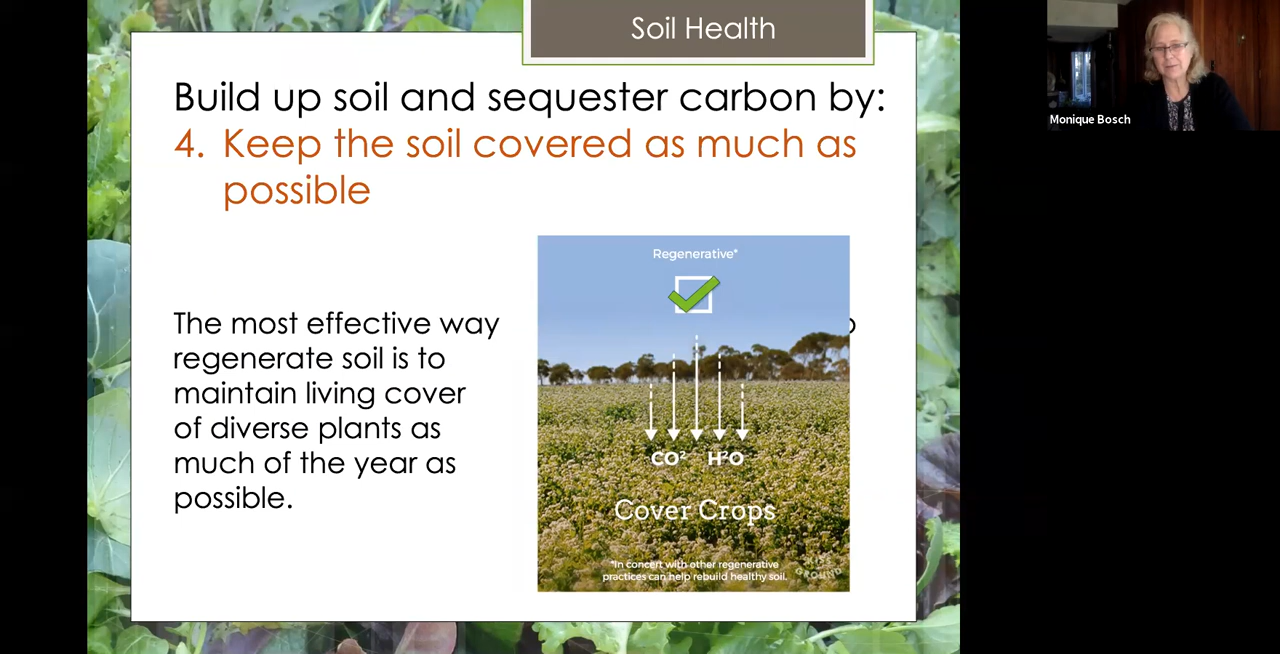 Soil Health
Build up soil and sequester carbon by:
4. Keep the soil covered as much as
possible
The most effective way
regenerate soil is to
maintain living cover
of diverse plants as
much of the year as
possible.
Regenerative*
CO² H²O
Cover Crops
*In concert with other regenerative
practices can help rebuild healthy soil.
KISS
GROUND
Monique Bosch